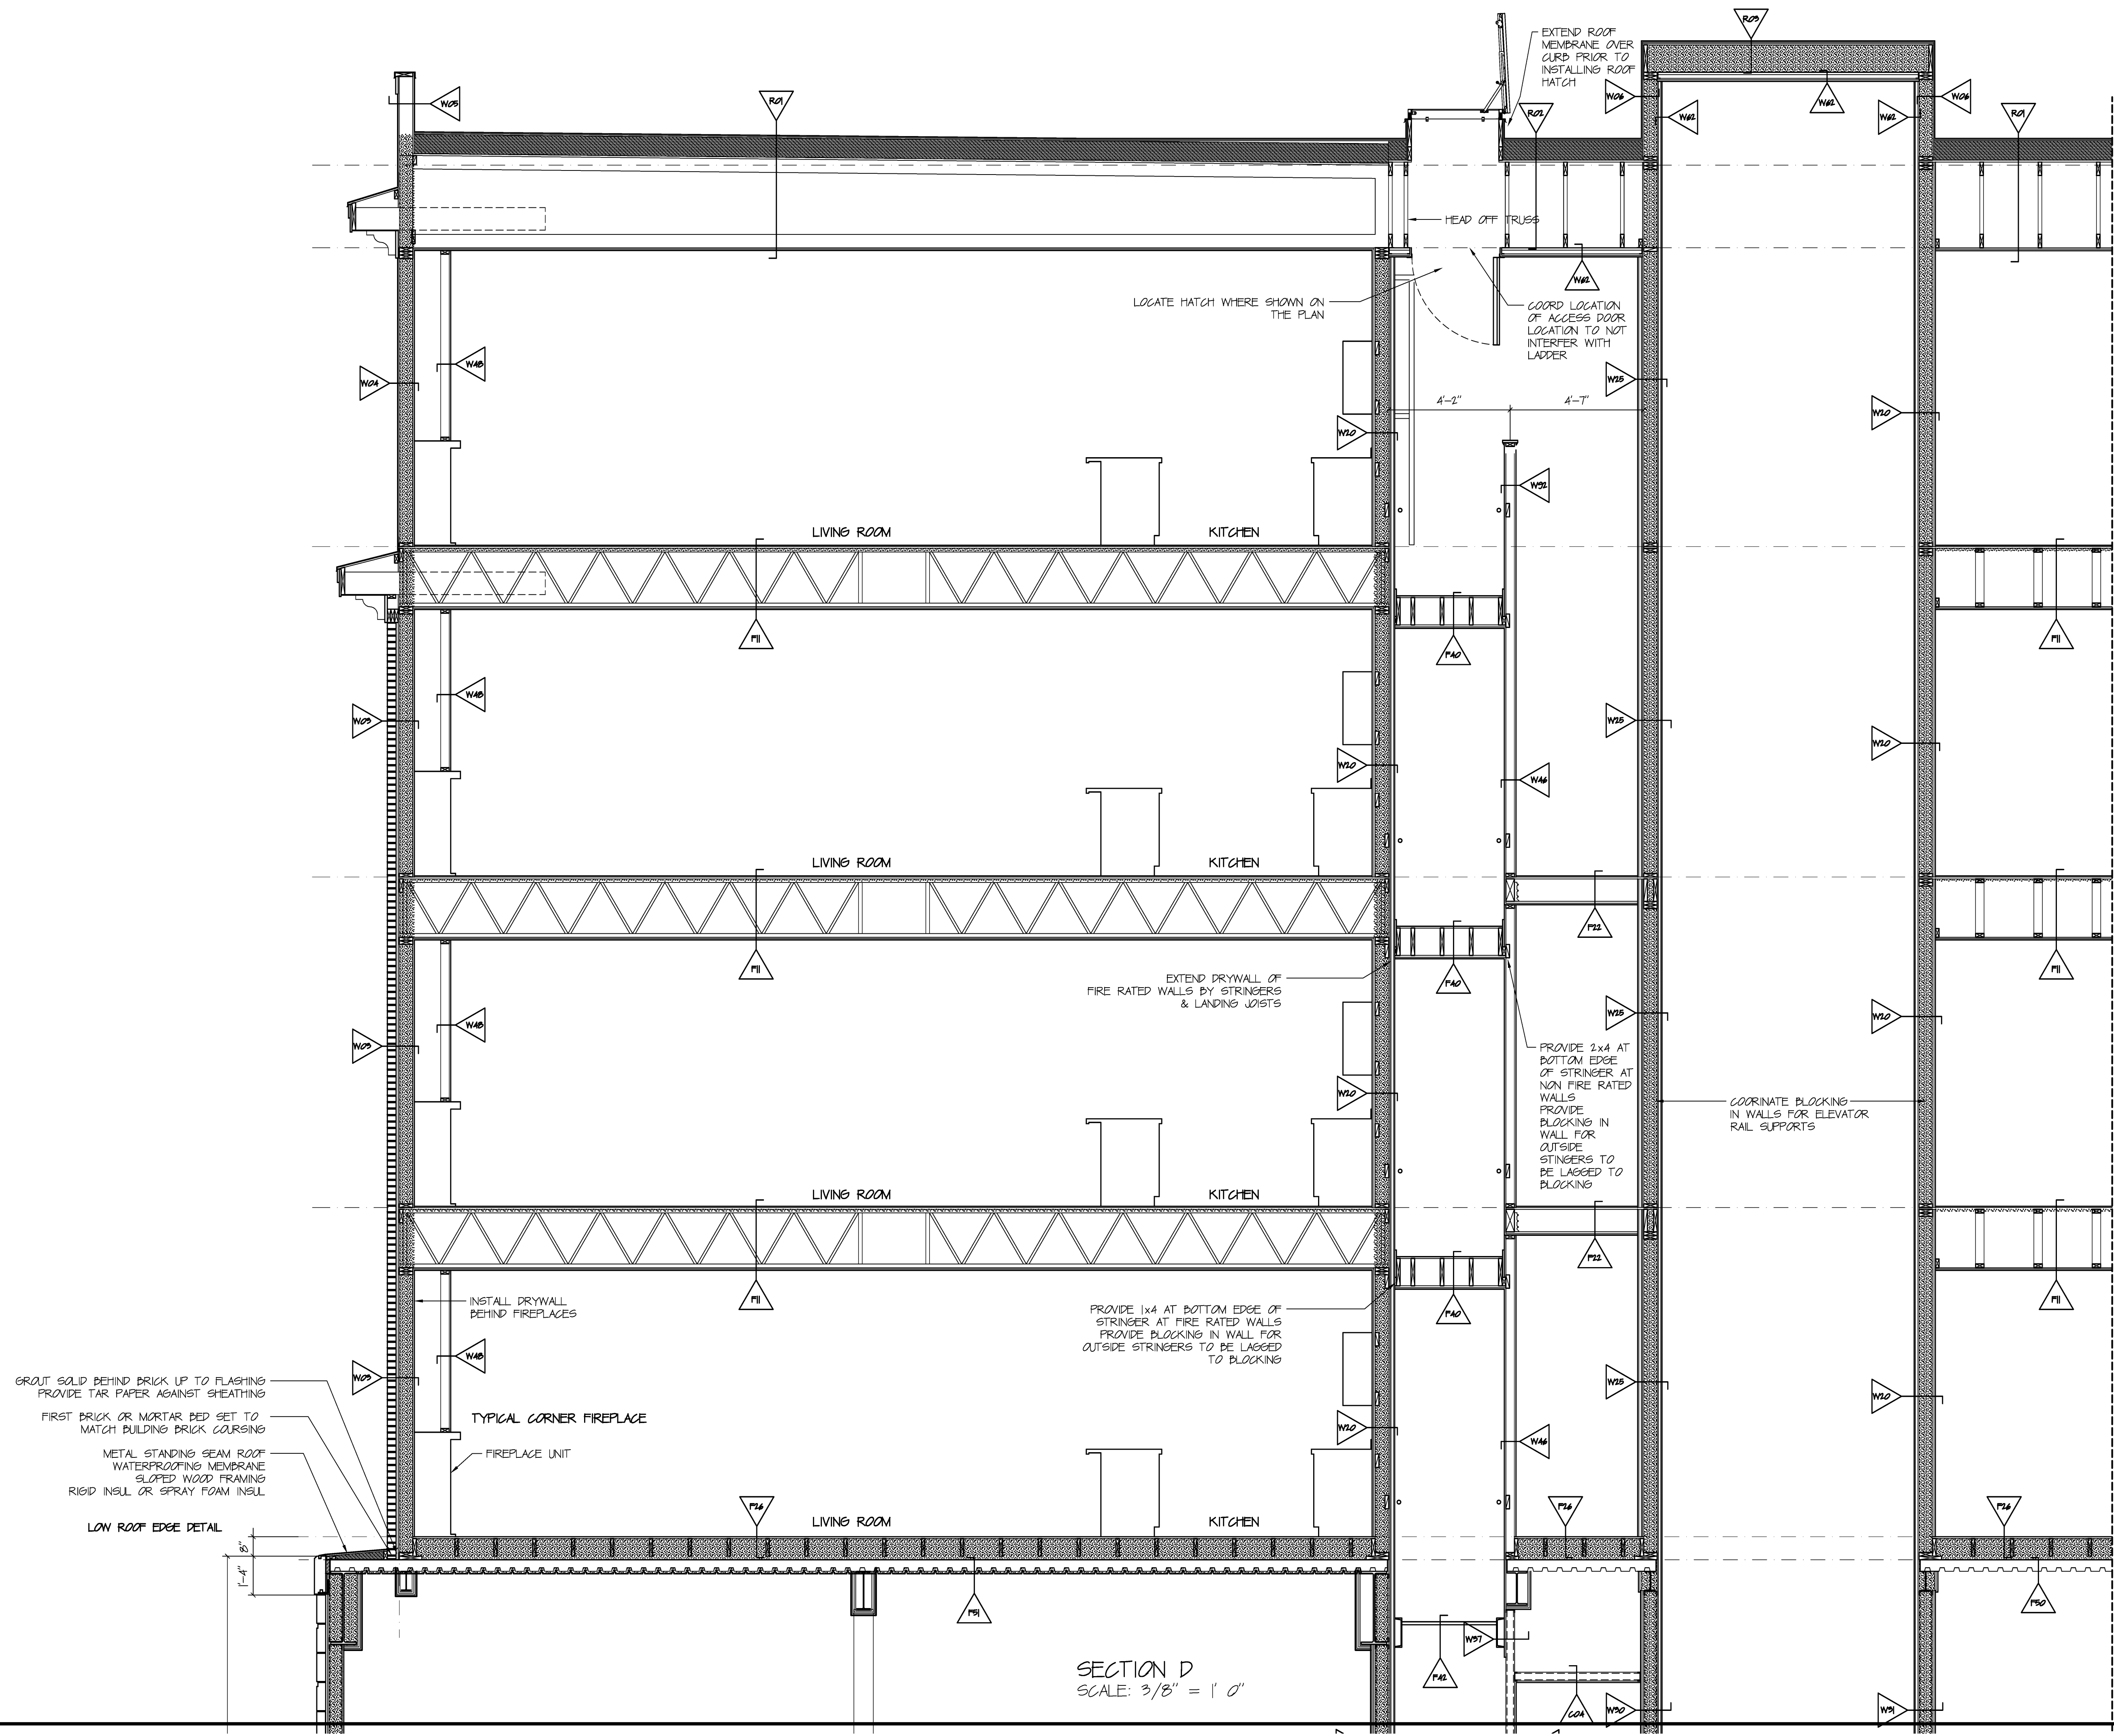 R03
EXTEND ROOF
MEMBRANE OVER
CURB PRIOR TO
INSTALLING ROOF
HATCH
W05
R01
R02
W06
W62
W62
W62
W06
R01
HEAD OFF TRUSS
W62
LOCATE HATCH WHERE SHOWN ON
THE PLAN
COORD LOCATION
OF ACCESS DOOR
LOCATION TO NOT
INTERFER WITH
LADDER
W04
W48
W25
4'-2"
4'-7"
W20
W20
W92
LIVING ROOM
KITCHEN
F11
F40
F11
W48
W03
W25
W20
W20
W46
LIVING ROOM
KITCHEN
F11
F40
F22
F11
EXTEND DRYWALL OF
FIRE RATED WALLS BY STRINGERS
& LANDING JOISTS
W48
W03
W25
W20
W20
PROVIDE 2x4 AT
BOTTOM EDGE
OF STRINGER AT
NON FIRE RATED
WALLS
PROVIDE
BLOCKING IN
WALL FOR
OUTSIDE
STINGERS TO
BE LAGGED TO
BLOCKING
COORINATE BLOCKING
IN WALLS FOR ELEVATOR
RAIL SUPPORTS
LIVING ROOM
KITCHEN
F11
F40
F22
F11
INSTALL DRYWALL
BEHIND FIREPLACES
PROVIDE 1x4 AT BOTTOM EDGE OF
STRINGER AT FIRE RATED WALLS
PROVIDE BLOCKING IN WALL FOR
OUTSIDE STRINGERS TO BE LAGGED
TO BLOCKING
W48
W03
W25
W20
GROUT SOLID BEHIND BRICK UP TO FLASHING
PROVIDE TAR PAPER AGAINST SHEATHING
FIRST BRICK OR MORTAR BED SET TO
MATCH BUILDING BRICK COURSING
METAL STANDING SEAM ROOF
WATERPROOFING MEMBRANE
SLOPED WOOD FRAMING
RIGID INSUL OR SPRAY FOAM INSUL
LOW ROOF EDGE DETAIL
TYPICAL CORNER FIREPLACE
FIREPLACE UNIT
W20
W46
F26
LIVING ROOM
KITCHEN
F26
F26
8"
1'-4"
F51
F50
W37
F42
C04
W30
W31
SECTION D
SCALE: 3/8" = 1' 0"